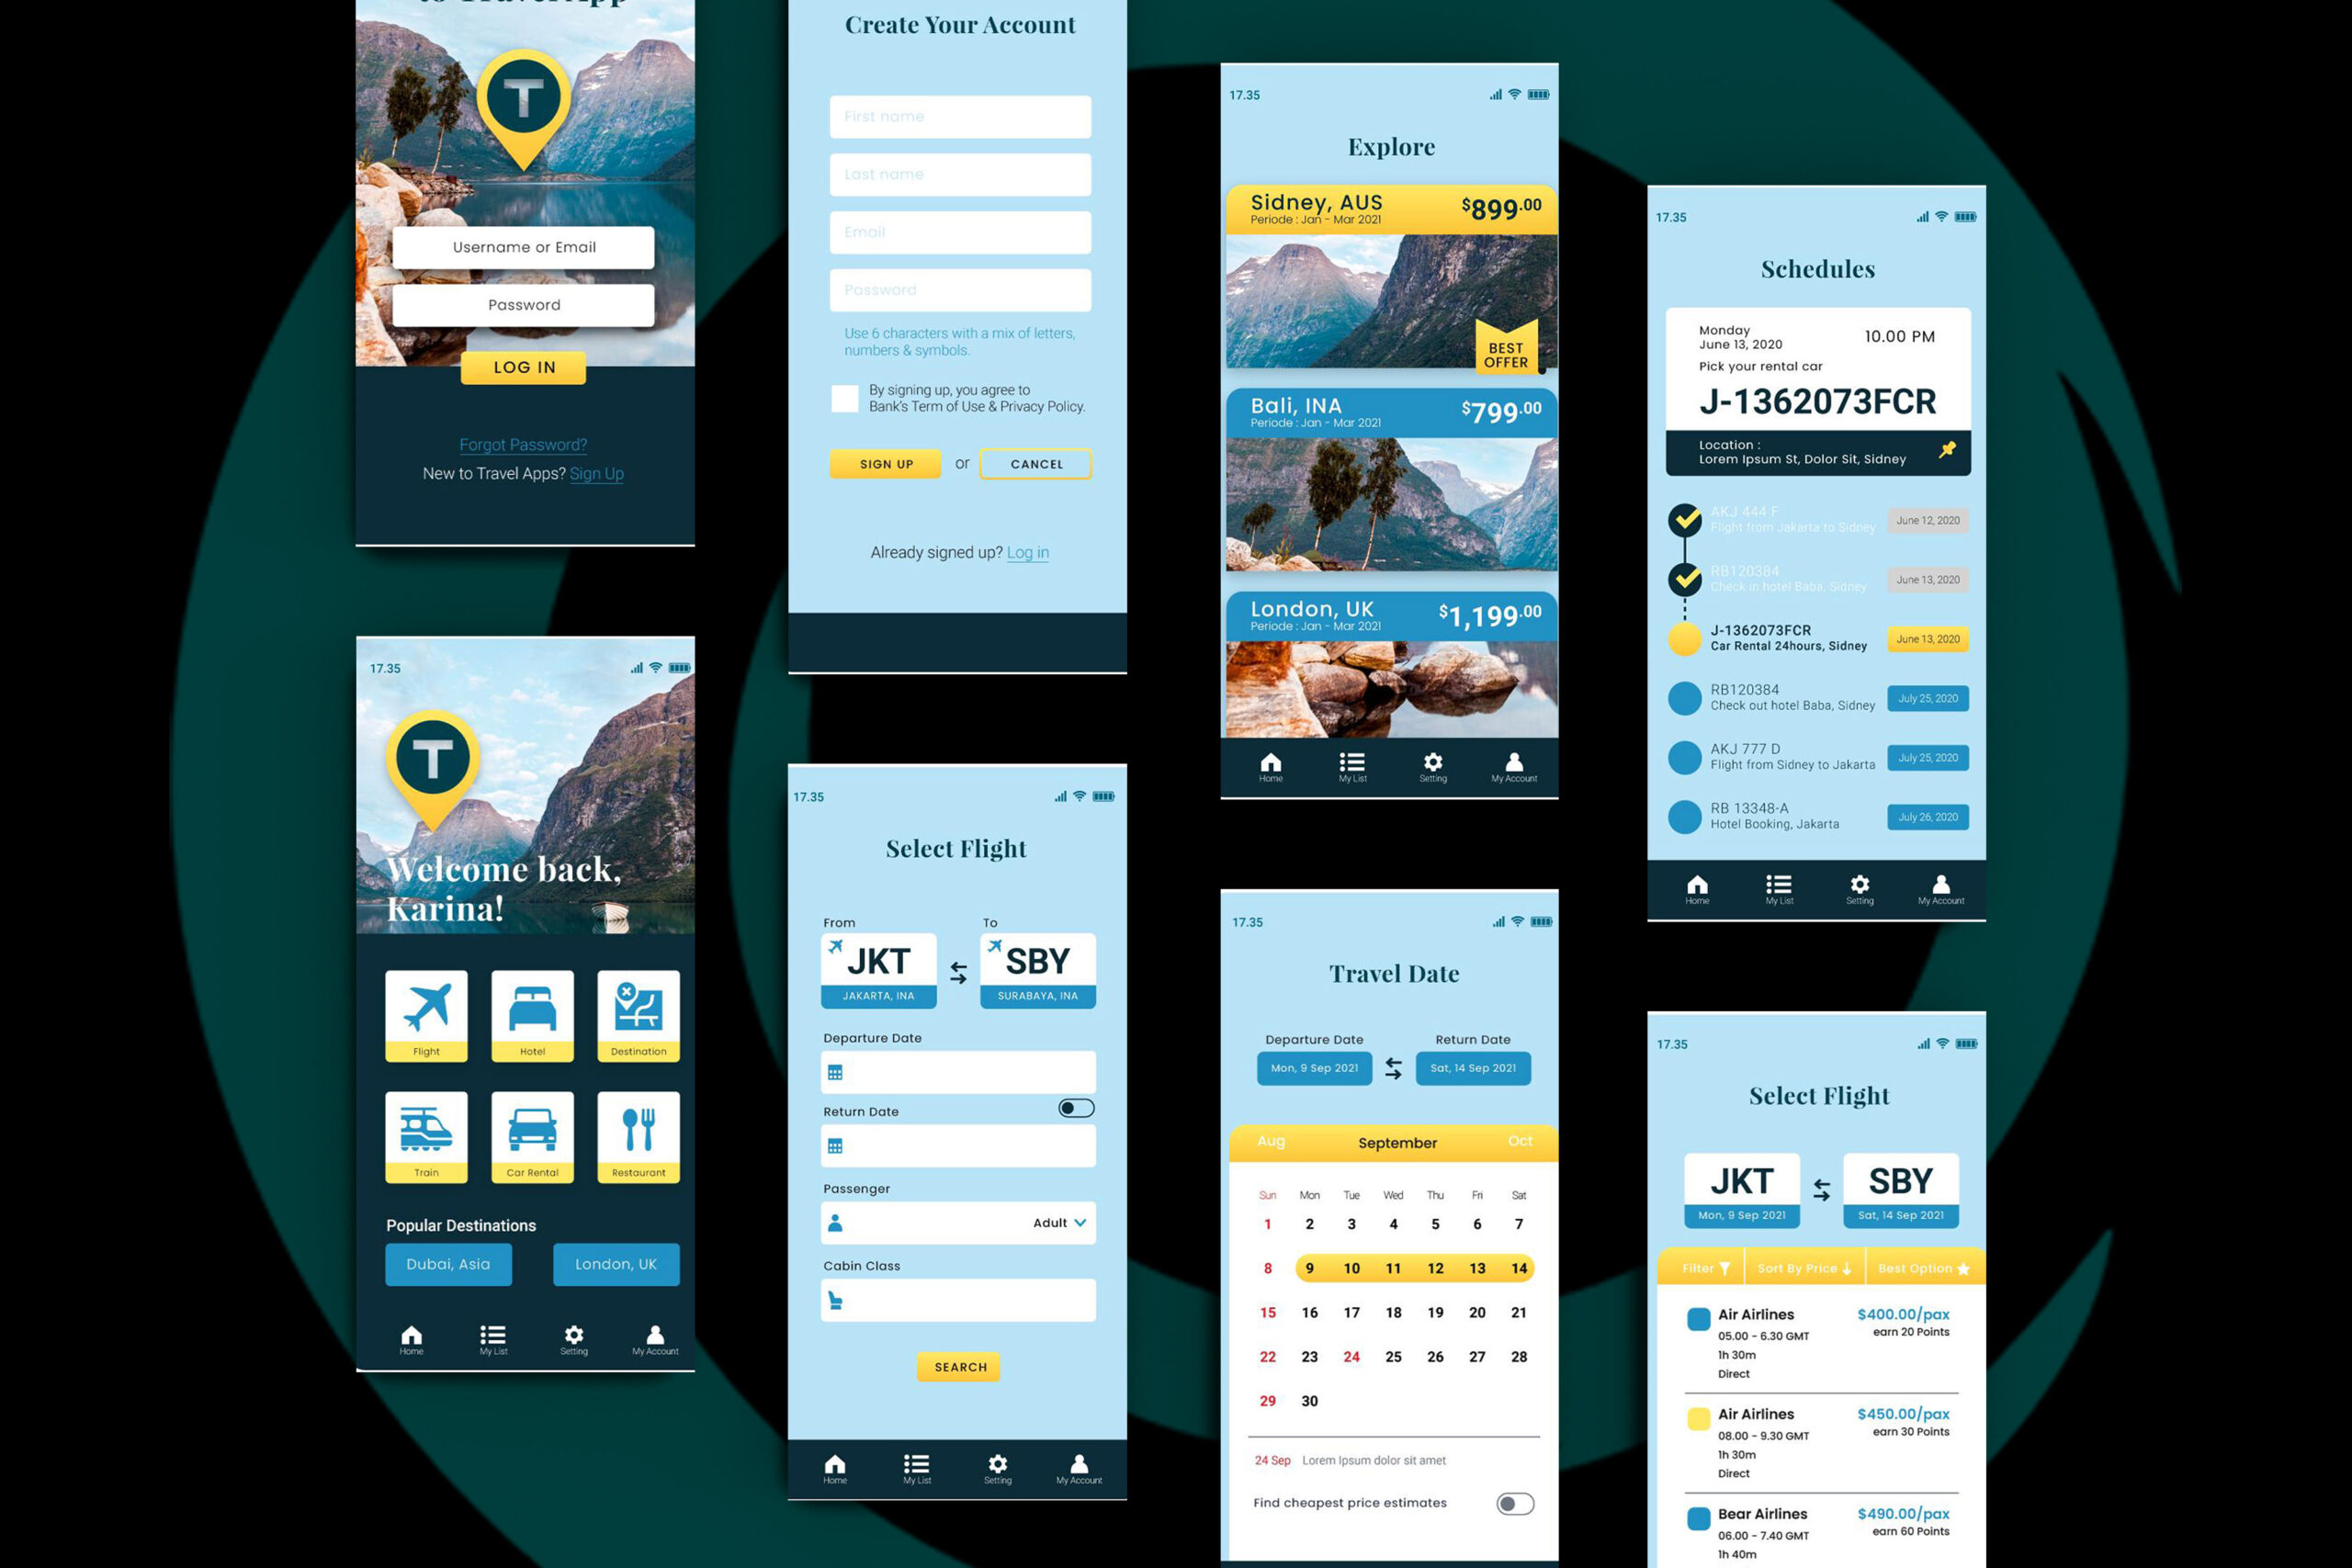 to TravelApp
T
Username or Email
Password
LOG IN
Forgot Password?
New to Travel Apps? Sign Up
17.35
T
Welcome back,
Karina!
Flight
Hotel
Destination
Train
Car Rental
Restaurant
Popular Destinations
Dubai, Asia
London, UK
Home
My List
Setting
My Account
Create Your Account
First name
Last name
Email
Password
Use 6 characters with a mix of letters,
numbers & symbols.
By signing up, you agree to
Bank's Term of Use & Privacy Policy.
SIGN UP or CANCEL
Already signed up? Log in
17.35
Select Flight
From To
JKT SBY
JAKARTA, INA SURABAYA, INA
Departure Date
Return Date
Passenger
Adult
Cabin Class
SEARCH
Home
My List
Setting
My Account
17.35
Explore
Sidney, AUS $899.00
Periode : Jan - Mar 2021
BEST
OFFER
Bali, INA $799.00
Periode : Jan - Mar 2021
London, UK $1,199.00
Periode : Jan - Mar 2021
Home
My List
Setting
My Account
17.35
Travel Date
Departure Date Return Date
Mon, 9 Sep 2021 Sat, 14 Sep 2021
Aug September Oct
Sun Mon Tue Wed Thu Fri Sat
1 2 3 4 5 6 7
8 9 10 11 12 13 14
15 16 17 18 19 20 21
22 23 24 25 26 27 28
29 30
24 Sep Lorem Ipsum dolor sit amet
Find cheapest price estimates
17.35
Schedules
Monday
June 13, 2020
10.00 PM
Pick your rental car
J-1362073FCR
Location :
Lorem Ipsum St, Dolor Sit, Sidney
AKJ 444 F
Flight from Jakarta to Sidney
June 12, 2020
RB120384
Check in hotel Baba, Sidney
June 13, 2020
J-1362073FCR
Car Rental 24hours, Sidney
June 13, 2020
RB120384
Check out hotel Baba, Sidney
July 25, 2020
AKJ 777 D
Flight from Sidney to Jakarta
July 25, 2020
RB 13348-A
Hotel Booking, Jakarta
July 26, 2020
Home
My List
Setting
My Account
17.35
Select Flight
JKT SBY
Mon, 9 Sep 2021 Sat, 14 Sep 2021
Filter Sort By Price Best Option
Air Airlines $400.00/pax
05.00 - 6.30 GMT earn 20 Points
1h 30m
Direct
Air Airlines $450.00/pax
08.00 - 9.30 GMT earn 30 Points
1h 30m
Direct
Bear Airlines $490.00/pax
06.00 - 7.40 GMT earn 60 Points
1h 40m